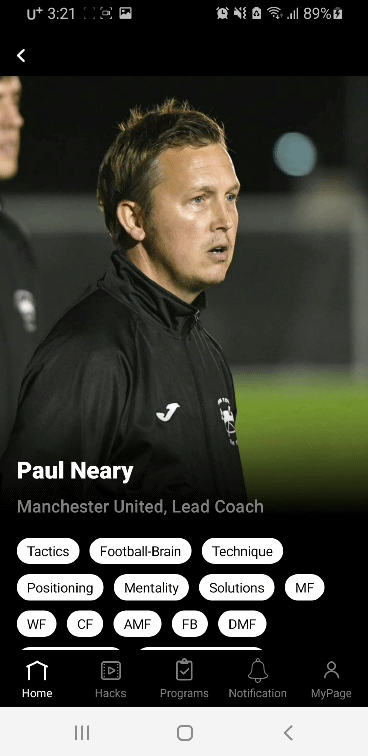 U+ 3:21 89%
Paul Neary
Manchester United, Lead Coach
Tactics Football-Brain Technique
Positioning Mentality Solutions MF
WF CF AMF FB DMF
Home Hacks Programs Notification MyPage